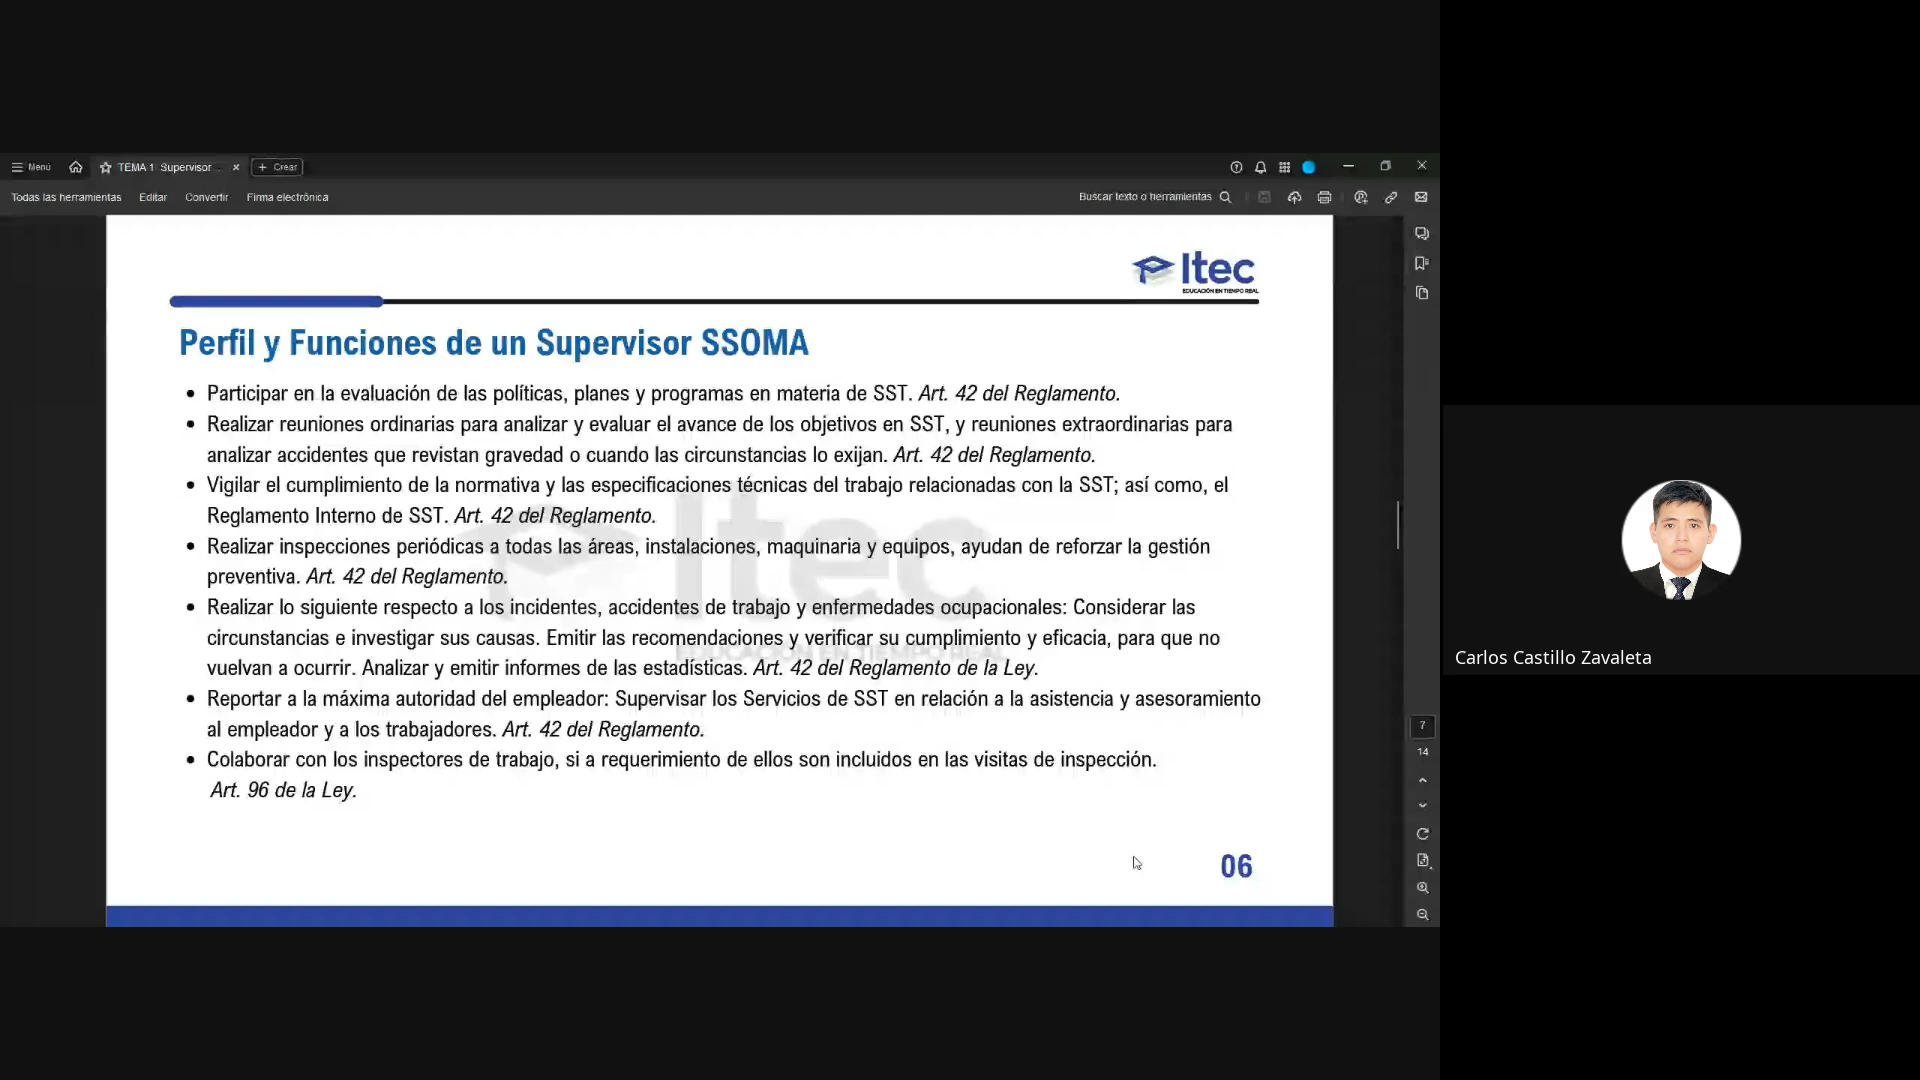 Menú
TEMA 1 Supervisor ...
Crear
Todas las herramientas
Editar
Convertir
Firma electrónica
Buscar texto o herramientas
Itec
EDUCACIÓN EN TIEMPO REAL
Perfil y Funciones de un Supervisor SSOMA
• Participar en la evaluación de las políticas, planes y programas en materia de SST. Art. 42 del Reglamento.
• Realizar reuniones ordinarias para analizar y evaluar el avance de los objetivos en SST, y reuniones extraordinarias para
analizar accidentes que revistan gravedad o cuando las circunstancias lo exijan. Art. 42 del Reglamento.
• Vigilar el cumplimiento de la normativa y las especificaciones técnicas del trabajo relacionadas con la SST; así como, el
Reglamento Interno de SST. Art. 42 del Reglamento.
• Realizar inspecciones periódicas a todas las áreas, instalaciones, maquinaria y equipos, ayudan de reforzar la gestión
preventiva. Art. 42 del Reglamento.
• Realizar lo siguiente respecto a los incidentes, accidentes de trabajo y enfermedades ocupacionales: Considerar las
circunstancias e investigar sus causas. Emitir las recomendaciones y verificar su cumplimiento y eficacia, para que no
vuelvan a ocurrir. Analizar y emitir informes de las estadísticas. Art. 42 del Reglamento de la Ley.
• Reportar a la máxima autoridad del empleador: Supervisar los Servicios de SST en relación a la asistencia y asesoramiento
al empleador y a los trabajadores. Art. 42 del Reglamento.
• Colaborar con los inspectores de trabajo, si a requerimiento de ellos son incluidos en las visitas de inspección.
Art. 96 de la Ley.
Itec
EDUCACIÓN EN TIEMPO REAL
06
7
14
Carlos Castillo Zavaleta